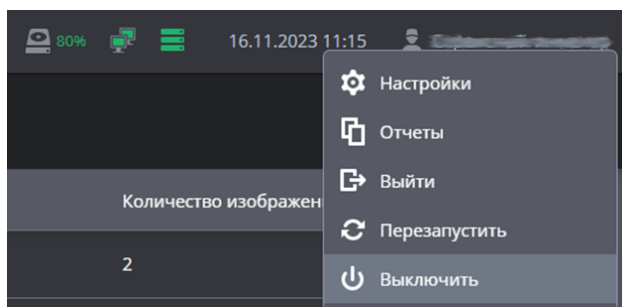 80%
16.11.2023 11:15
Настройки
Отчеты
Выйти
Количество изображен
Перезапустить
2
Выключить